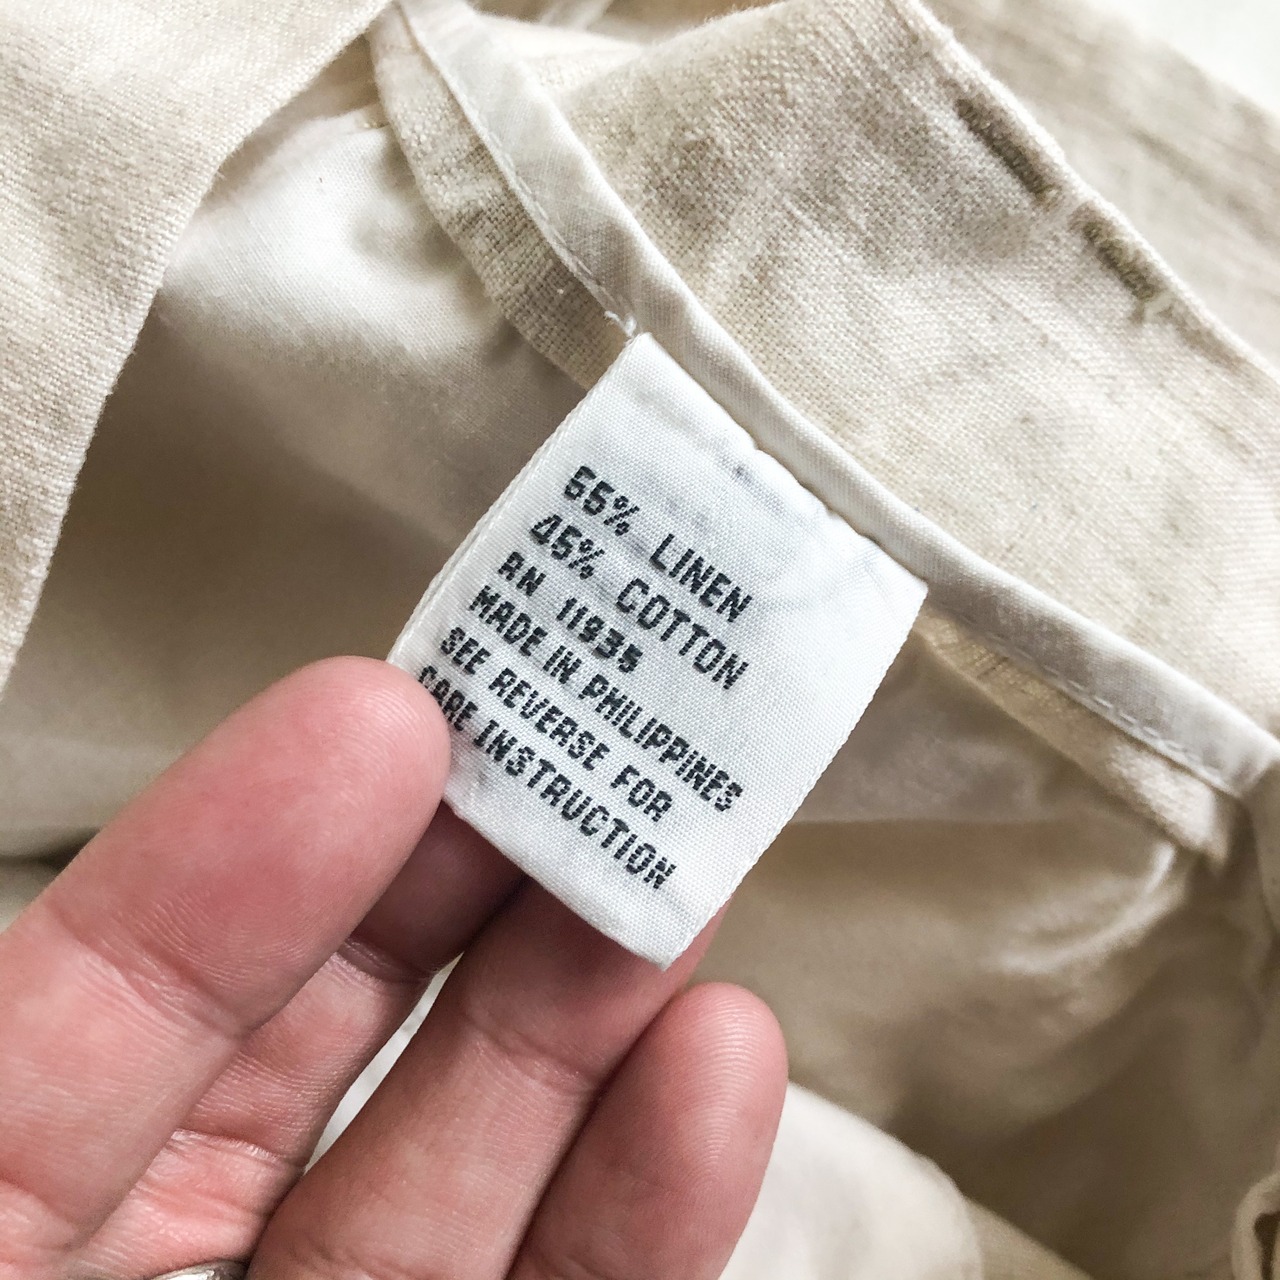 55% LINEN
45% COTTON
RN 11935
MADE IN PHILIPPINES
SEE REVERSE FOR
CARE INSTRUCTION